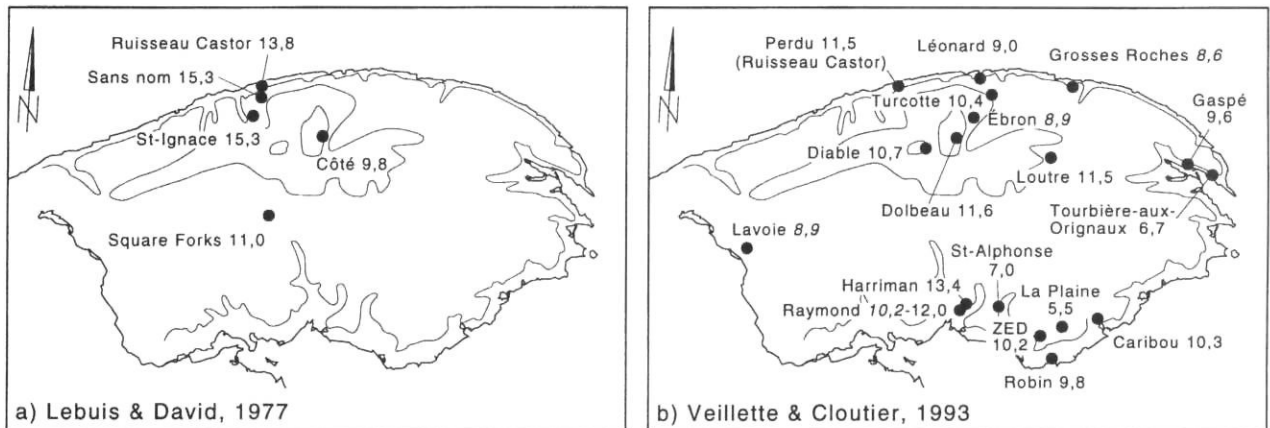 N
Ruisseau Castor 13,8
Sans nom 15,3
St-Ignace 15,3
Côté 9,8
Square Forks 11,0
a) Lebuis & David, 1977
N
Perdu 11,5
(Ruisseau Castor)
Léonard 9,0
Grosses Roches 8,6
Turcotte 10,4
Ébron 8,9
Gaspé
9,6
Diable 10,7
Loutre 11,5
Dolbeau 11,6
Tourbière-aux-
Orignaux 6,7
Lavoie 8,9
St-Alphonse
7,0
Harriman 13,4
La Plaine
5,5
Raymond 10,2-12,0
ZED
10,2
Caribou 10,3
Robin 9,8
b) Veillette & Cloutier, 1993